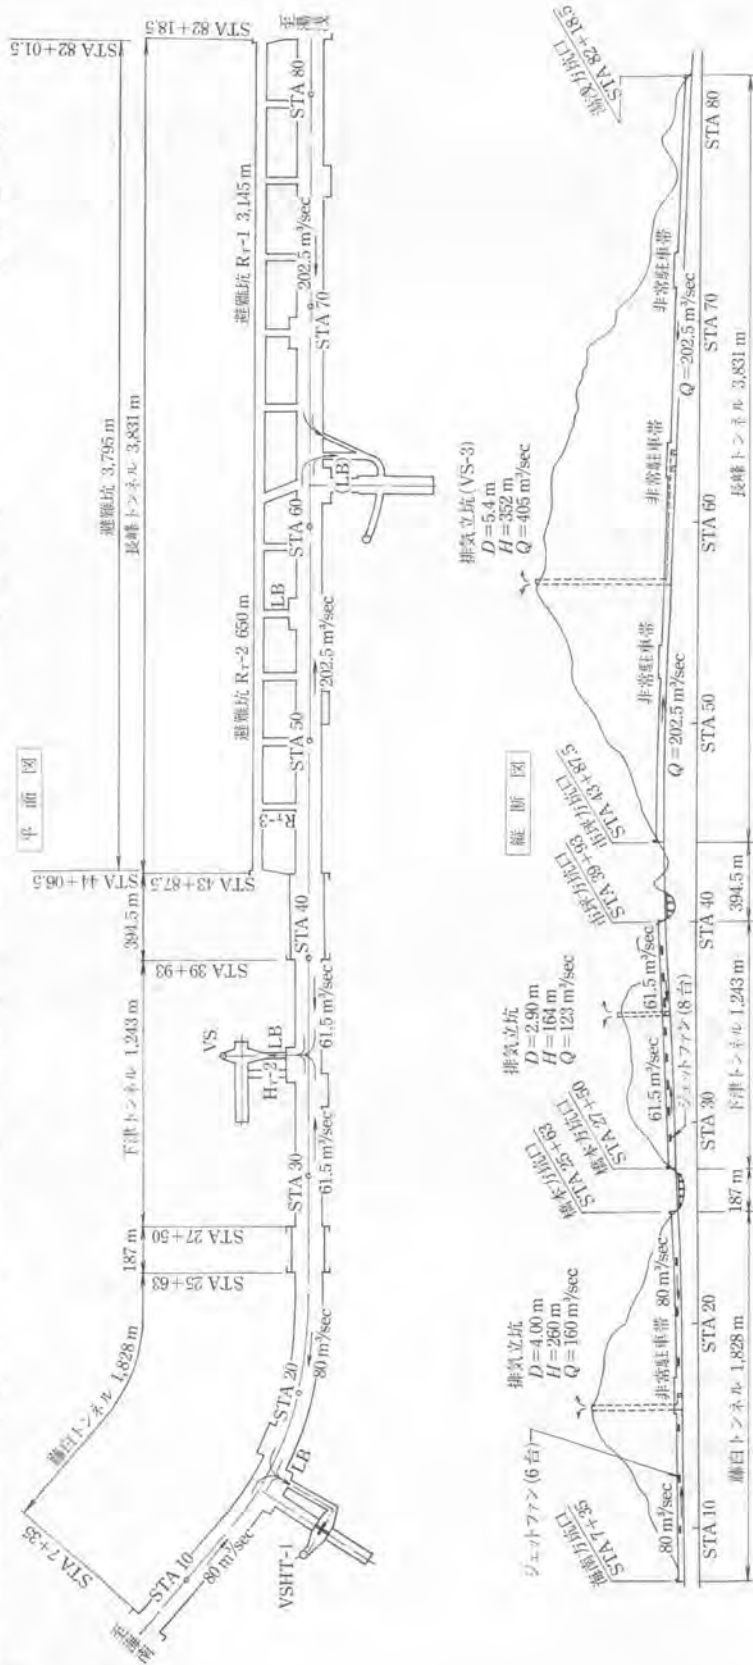 平面図
至海南
STA 7+35
藤白トンネル 1,828 m
STA 10
80 m³/sec
VSHT-1
LB
STA 20
80 m³/sec
STA 25+63
187 m
STA 27+50
下津トンネル 1,243 m
STA 30
61.5 m³/sec
VS
HT-2
LB
61.5 m³/sec
STA 39+93
394.5 m
STA 40
STA 43+87.5
STA 44+06.5
避難坑 3,795 m
長峰トンネル 3,831 m
RT-3
避難坑 RT-2 650 m
STA 50
202.5 m³/sec
LB
STA 60
LB
避難坑 RT-1 3,145 m
STA 70
202.5 m³/sec
STA 80
STA 82+01.5
STA 82+18.5
至湯浅
縦断図
海南方坑口
STA 7+35
ジェットファン(6台)
80 m³/sec
STA 10
排気立坑
D=4.00 m
H=260 m
Q=160 m³/sec
非常駐車帯
80 m³/sec
STA 20
藤白トンネル 1,828 m
橋本方坑口
STA 25+63
187 m
橋本方坑口
STA 27+50
排気立坑
D=2.90 m
H=164 m
Q=123 m³/sec
61.5 m³/sec
61.5 m³/sec
ジェットファン(8台)
STA 30
下津トンネル 1,243 m
市坪方坑口
STA 39+93
STA 40
394.5 m
市坪方坑口
STA 43+87.5
Q=202.5 m³/sec
STA 50
非常駐車帯
排気立坑(VS-3)
D=5.4 m
H=352 m
Q=405 m³/sec
STA 60
非常駐車帯
Q=202.5 m³/sec
STA 70
非常駐車帯
長峰トンネル 3,831 m
STA 80
湯浅方坑口
STA 82+18.5